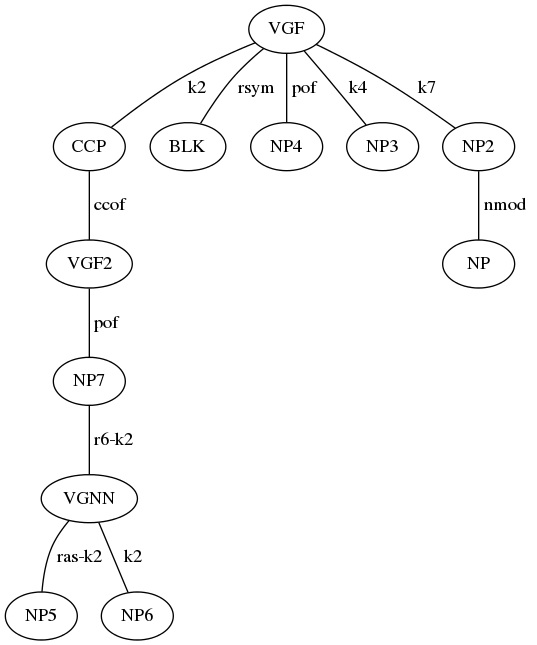 VGF
k2 rsym pof k4 k7
CCP BLK NP4 NP3 NP2
ccof nmod
VGF2 NP
pof
NP7
r6-k2
VGNN
ras-k2 k2
NP5 NP6